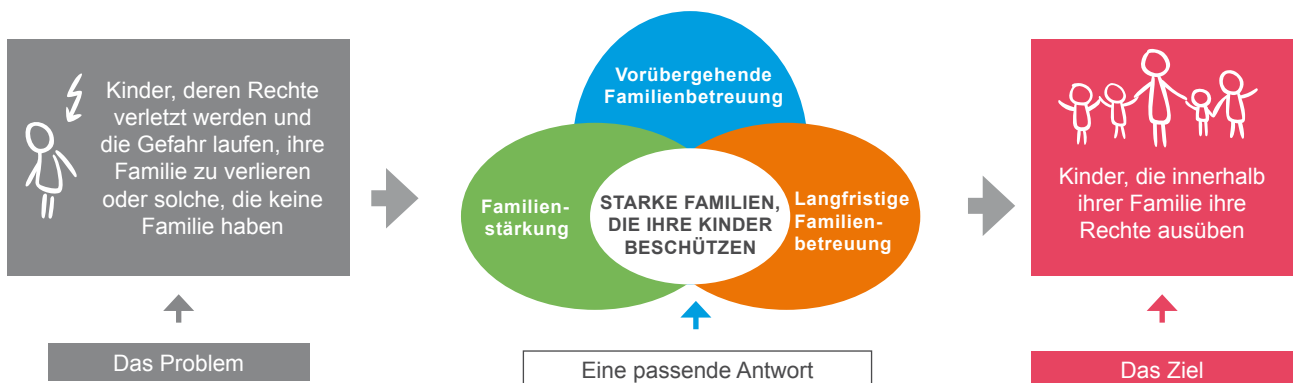 Kinder, deren Rechte
verletzt werden und
die Gefahr laufen, ihre
Familie zu verlieren
oder solche, die keine
Familie haben
Das Problem
Vorübergehende
Familienbetreuung
Familien-
stärkung
STARKE FAMILIEN,
DIE IHRE KINDER
BESCHÜTZEN
Langfristige
Familien-
betreuung
Eine passende Antwort
Kinder, die innerhalb
ihrer Familie ihre
Rechte ausüben
Das Ziel